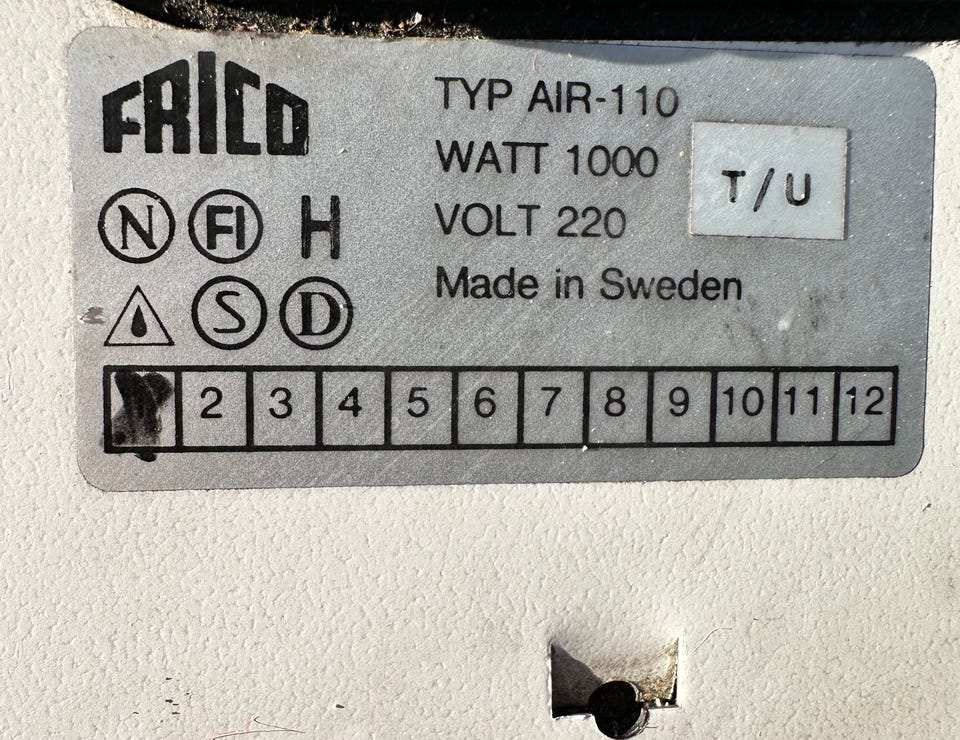 FRICO
TYP AIR-110
WATT 1000
T/U
VOLT 220
Made in Sweden
N FI H
S D
2 3 4 5 6 7 8 9 10 11 12